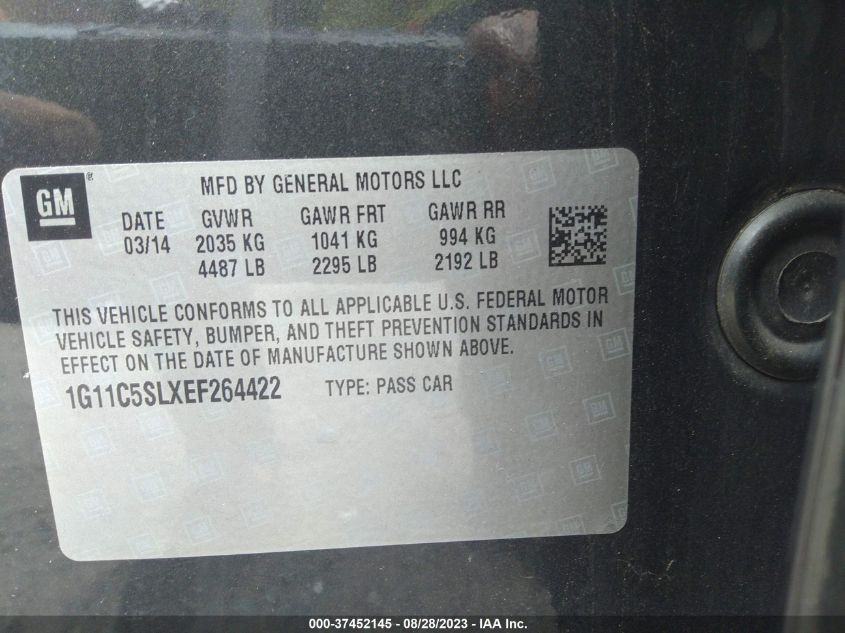 GM ® MFD BY GENERAL MOTORS LLC
DATE GVWR GAWR FRT GAWR RR
03/14 2035 KG 1041 KG 994 KG
4487 LB 2295 LB 2192 LB
THIS VEHICLE CONFORMS TO ALL APPLICABLE U.S. FEDERAL MOTOR
VEHICLE SAFETY, BUMPER, AND THEFT PREVENTION STANDARDS IN
EFFECT ON THE DATE OF MANUFACTURE SHOWN ABOVE.
1G11C5SLXEF264422 TYPE: PASS CAR
000-37452145 - 08/28/2023 - IAA Inc.